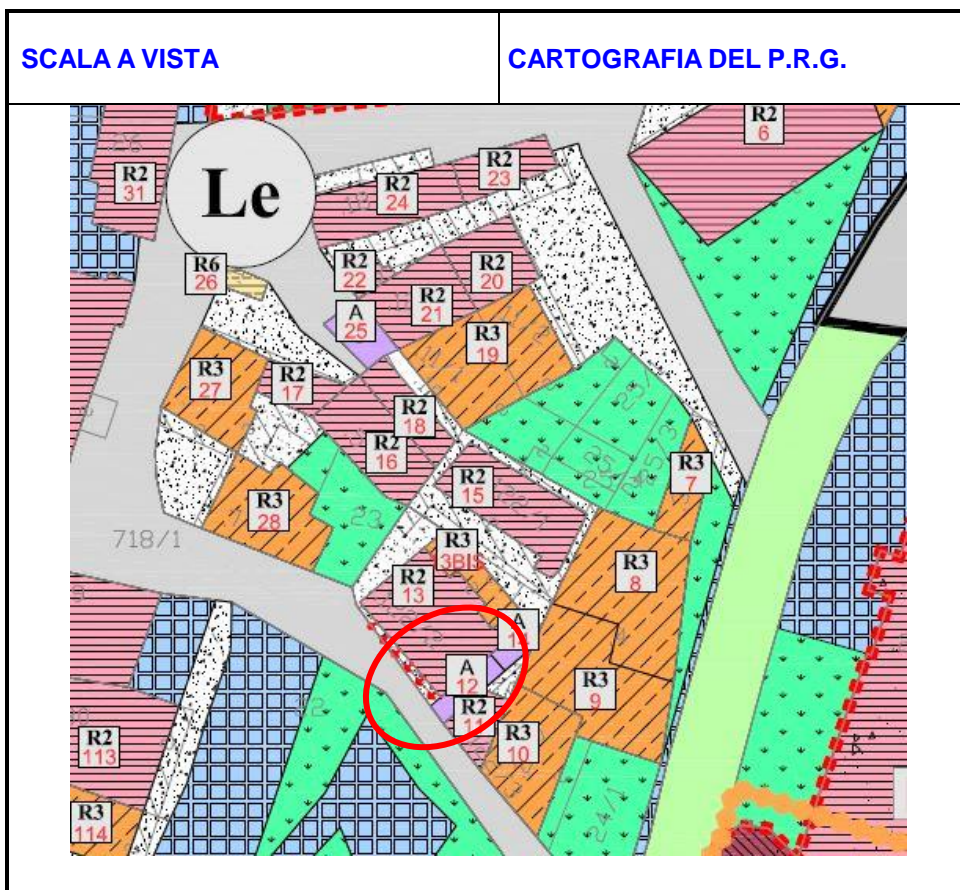 SCALA A VISTA
CARTOGRAFIA DEL P.R.G.
R2
6
26
R2
31
Le
R2
23
R2
24
R6
26
R2
22
R2
20
R2
21
A
25
R3
19
R3
27
R2
17
R2
18
R2
16
R2
15
R3
7
R3
28
23
718/1
R3
3BIS
R3
8
R2
13
A
A
12
R2
11
R3
9
R3
10
R2
113
24/1
R3
114